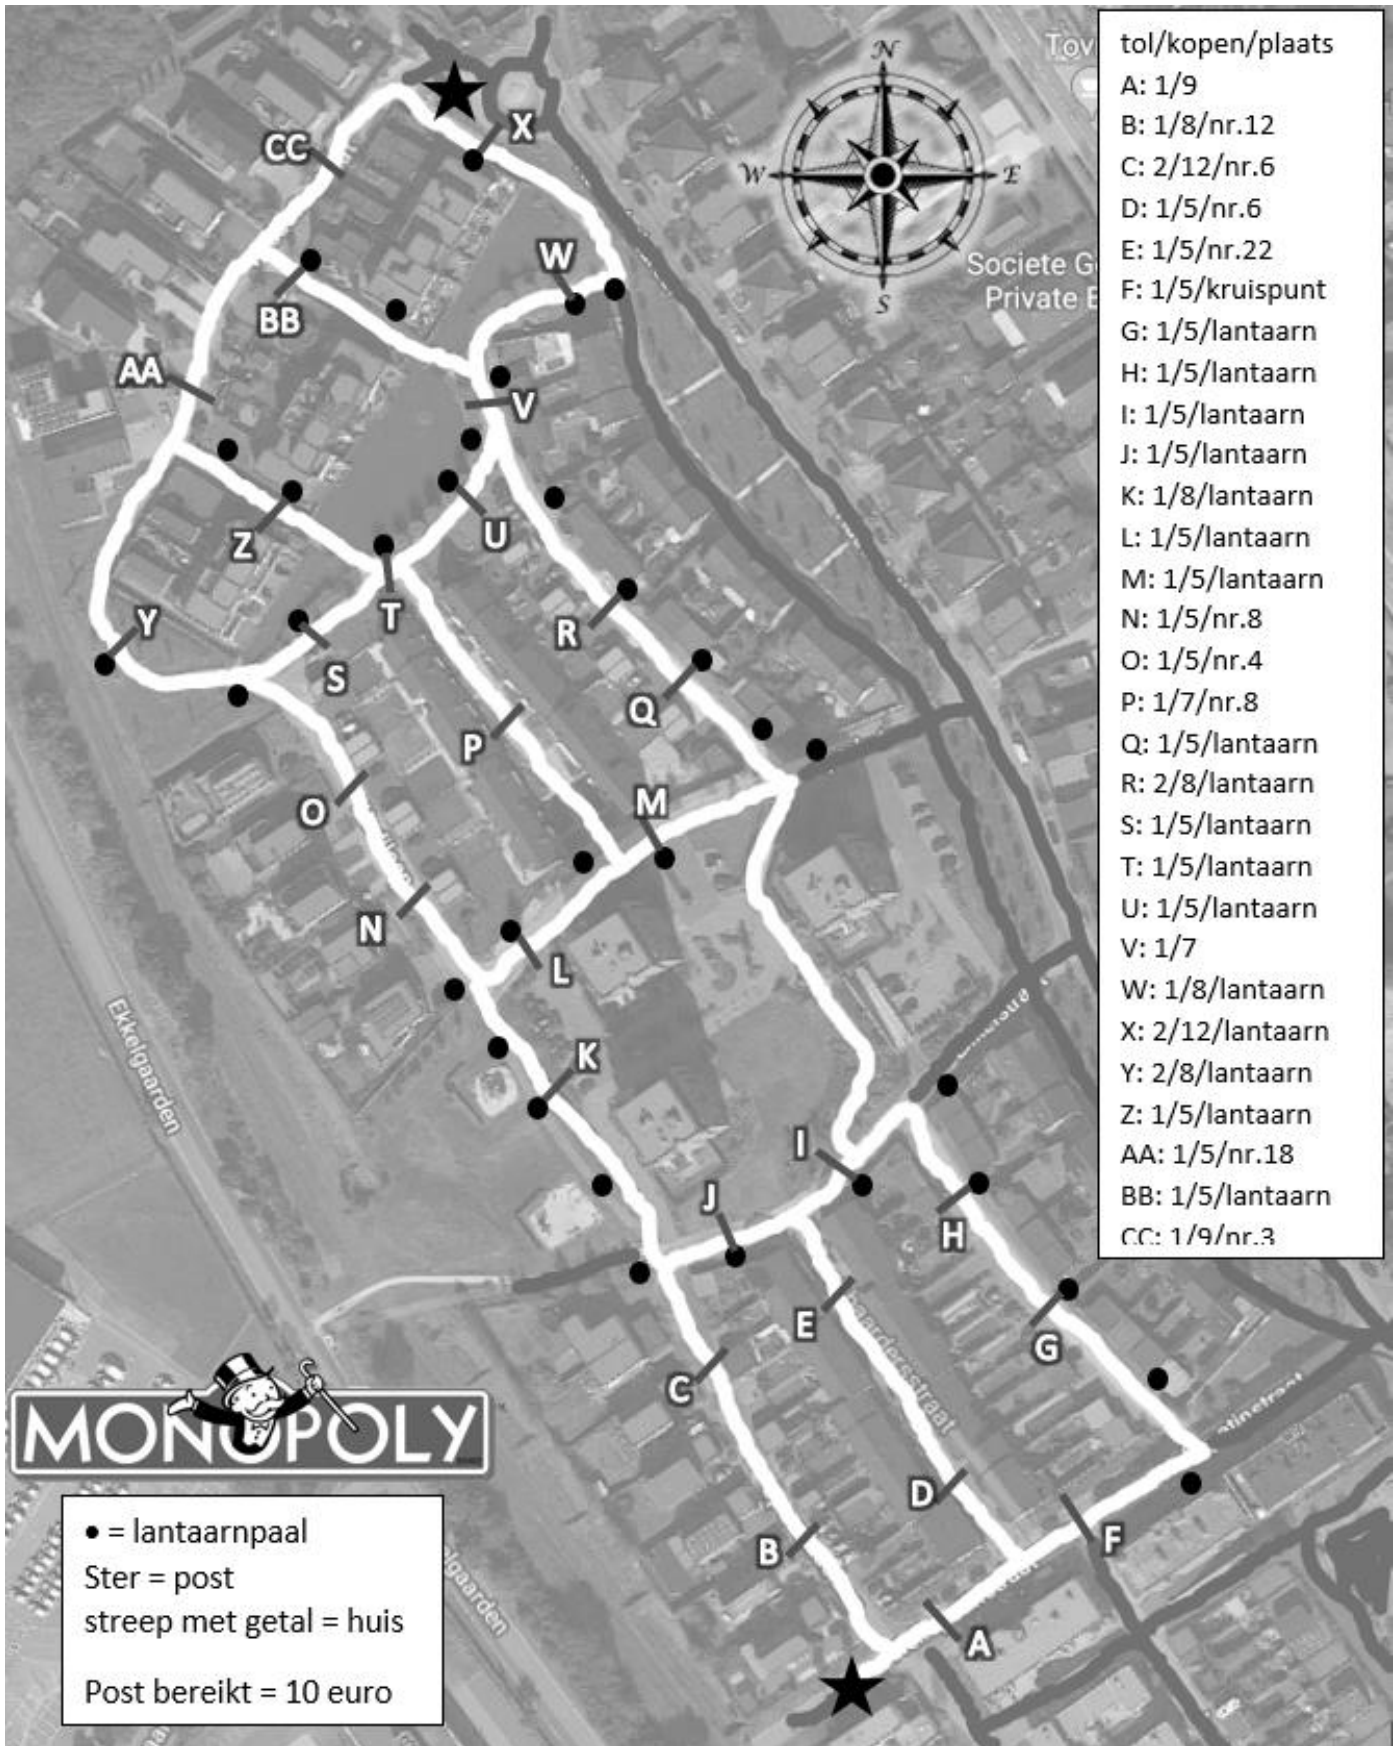 tol/kopen/plaats
A: 1/9
B: 1/8/nr.12
C: 2/12/nr.6
D: 1/5/nr.6
E: 1/5/nr.22
F: 1/5/kruispunt
G: 1/5/lantaarn
H: 1/5/lantaarn
I: 1/5/lantaarn
J: 1/5/lantaarn
K: 1/8/lantaarn
L: 1/5/lantaarn
M: 1/5/lantaarn
N: 1/5/nr.8
O: 1/5/nr.4
P: 1/7/nr.8
Q: 1/5/lantaarn
R: 2/8/lantaarn
S: 1/5/lantaarn
T: 1/5/lantaarn
U: 1/5/lantaarn
V: 1/7
W: 1/8/lantaarn
X: 2/12/lantaarn
Y: 2/8/lantaarn
Z: 1/5/lantaarn
AA: 1/5/nr.18
BB: 1/5/lantaarn
CC: 1/9/nr.3
N
W
E
S
Tov
Societe G
Private E
X
CC
W
BB
AA
V
U
Z
T
Y
R
S
Q
P
M
O
N
L
K
Ekkelgaarden
I
J
H
E
G
C
D
F
B
A
MONOPOLY
• = lantaarnpaal
Ster = post
streep met getal = huis
Post bereikt = 10 euro